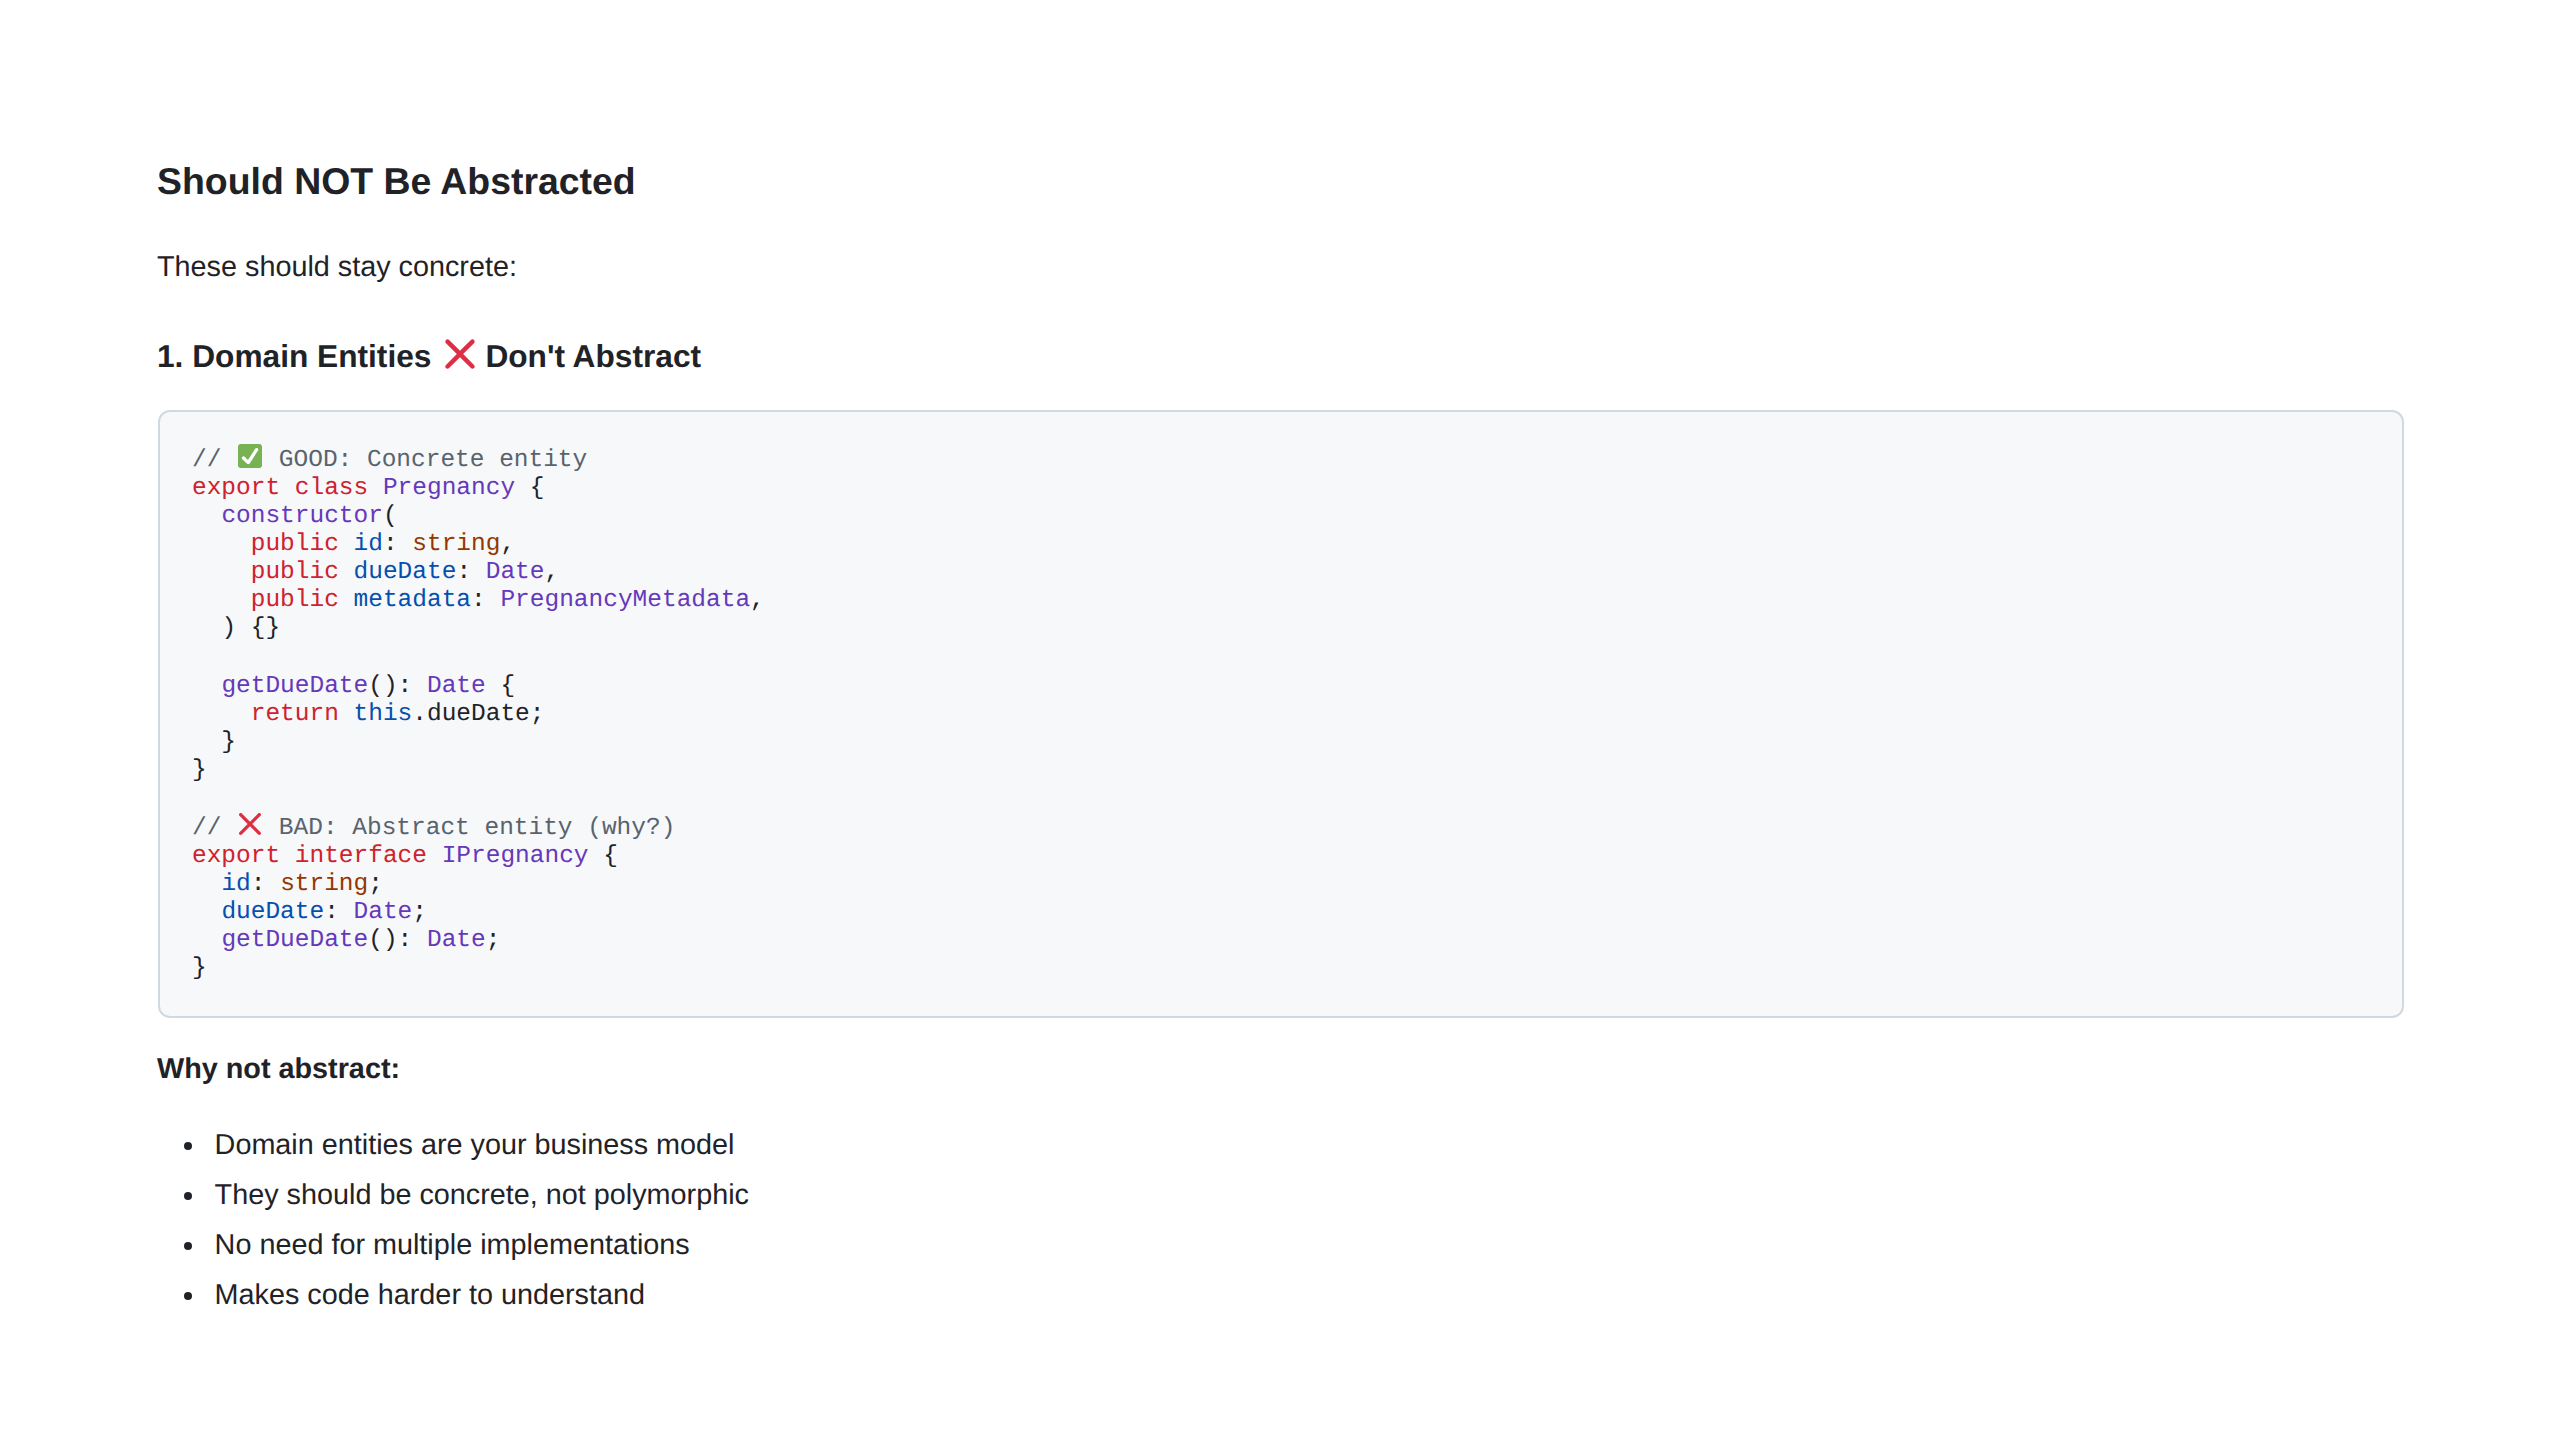 Should NOT Be Abstracted
These should stay concrete:
1. Domain Entities ❌ Don't Abstract
// ✅ GOOD: Concrete entity
export class Pregnancy {
  constructor(
    public id: string,
    public dueDate: Date,
    public metadata: PregnancyMetadata,
  ) {}

  getDueDate(): Date {
    return this.dueDate;
  }
}

// ❌ BAD: Abstract entity (why?)
export interface IPregnancy {
  id: string;
  dueDate: Date;
  getDueDate(): Date;
}
Why not abstract:
• Domain entities are your business model
• They should be concrete, not polymorphic
• No need for multiple implementations
• Makes code harder to understand